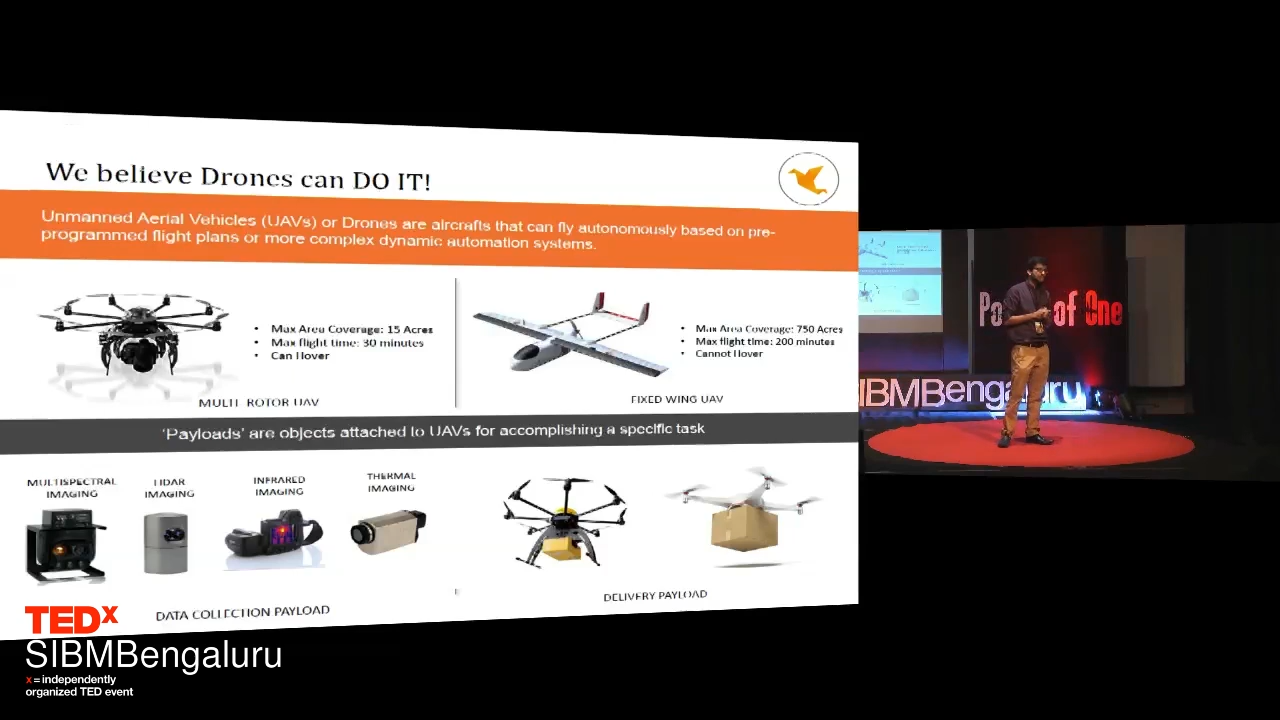 We believe Drones can DO IT!
Unmanned Aerial Vehicles (UAVs) or Drones are aircrafts that can fly autonomously based on pre-
programmed flight plans or more complex dynamic automation systems.
• Max Area Coverage: 15 Acres
• Max flight time: 30 minutes
• Can Hover
MULTI ROTOR UAV
• Max Area Coverage: 750 Acres
• Max flight time: 200 minutes
• Cannot Hover
FIXED WING UAV
'Payloads' are objects attached to UAVs for accomplishing a specific task
MULTISPECTRAL
IMAGING
LIDAR
IMAGING
INFRARED
IMAGING
THERMAL
IMAGING
DATA COLLECTION PAYLOAD
DELIVERY PAYLOAD
of One
SIBMBengaluru
TEDx
SIBMBengaluru
x = independently
organized TED event